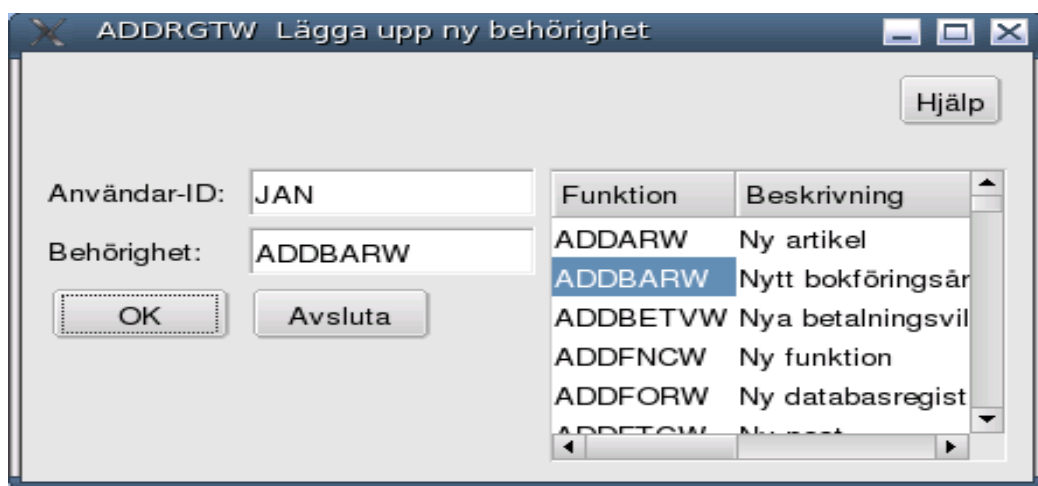 ADDRGTW Lägga upp ny behörighet
Hjälp
Användar-ID: JAN
Behörighet: ADDBARW
OK Avsluta
Funktion Beskrivning
ADDARW Ny artikel
ADDBARW Nytt bokföringsår
ADDBETVW Nya betalningsvil
ADDFNCW Ny funktion
ADDFORW Ny databasregist